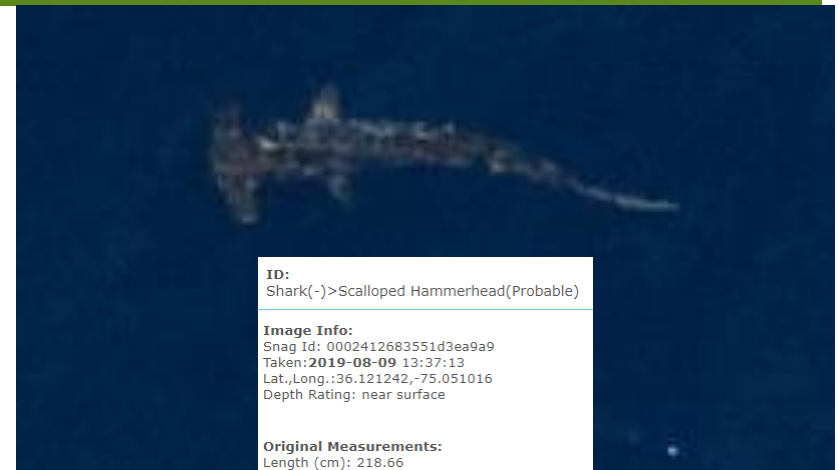 ID:
Shark(-)>Scalloped Hammerhead(Probable)
Image Info:
Snag Id: 0002412683551d3ea9a9
Taken:2019-08-09 13:37:13
Lat.,Long.:36.121242,-75.051016
Depth Rating: near surface
Original Measurements:
Length (cm): 218.66